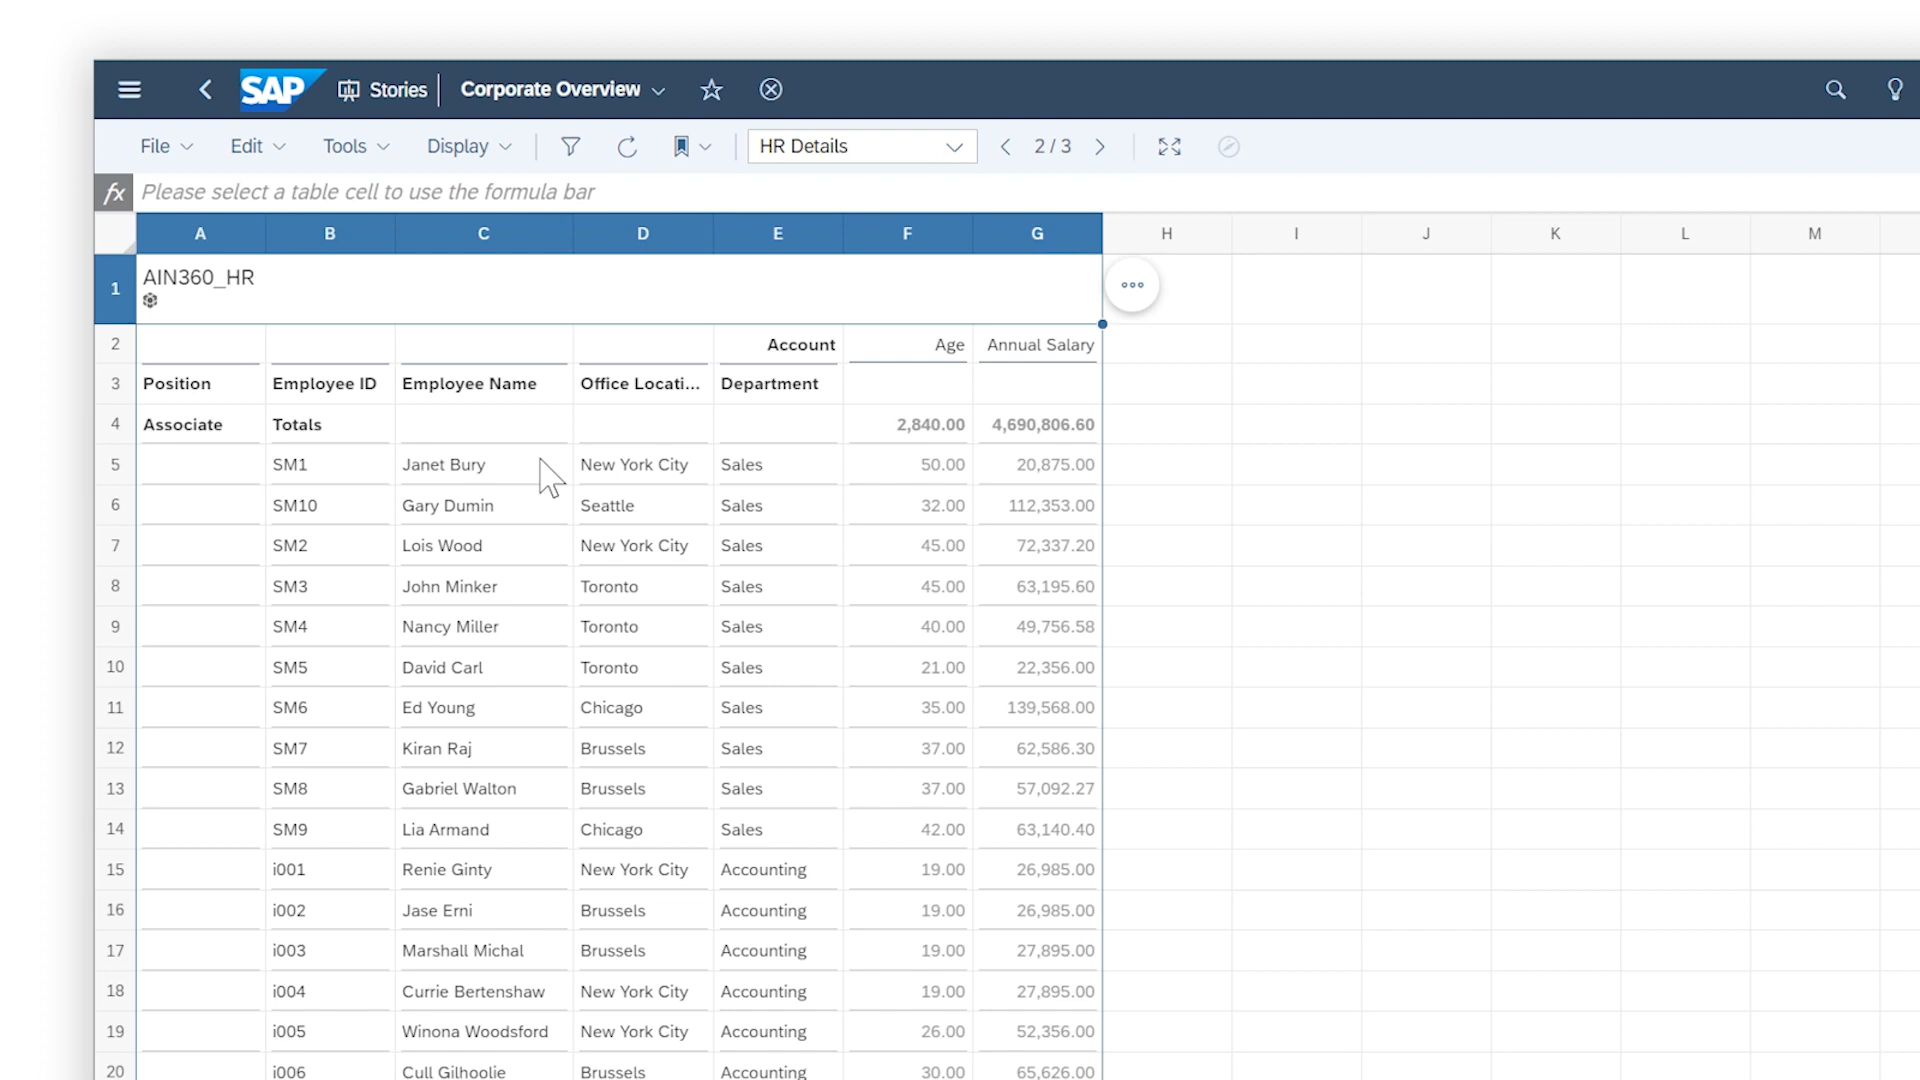 SAP Stories Corporate Overview
File Edit Tools Display HR Details 2 / 3
fx Please select a table cell to use the formula bar
A B C D E F G H I J K L M
1 AIN360_HR
2 Account Age Annual Salary
3 Position Employee ID Employee Name Office Locati... Department
4 Associate Totals 2,840.00 4,690,806.60
5 SM1 Janet Bury New York City Sales 50.00 20,875.00
6 SM10 Gary Dumin Seattle Sales 32.00 112,353.00
7 SM2 Lois Wood New York City Sales 45.00 72,337.20
8 SM3 John Minker Toronto Sales 45.00 63,195.60
9 SM4 Nancy Miller Toronto Sales 40.00 49,756.58
10 SM5 David Carl Toronto Sales 21.00 22,356.00
11 SM6 Ed Young Chicago Sales 35.00 139,568.00
12 SM7 Kiran Raj Brussels Sales 37.00 62,586.30
13 SM8 Gabriel Walton Brussels Sales 37.00 57,092.27
14 SM9 Lia Armand Chicago Sales 42.00 63,140.40
15 i001 Renie Ginty New York City Accounting 19.00 26,985.00
16 i002 Jase Erni Brussels Accounting 19.00 26,985.00
17 i003 Marshall Michal Brussels Accounting 19.00 27,895.00
18 i004 Currie Bertenshaw New York City Accounting 19.00 27,895.00
19 i005 Winona Woodsford New York City Accounting 26.00 52,356.00
20 i006 Cull Gilhoolie Brussels Accounting 30.00 65,626.00